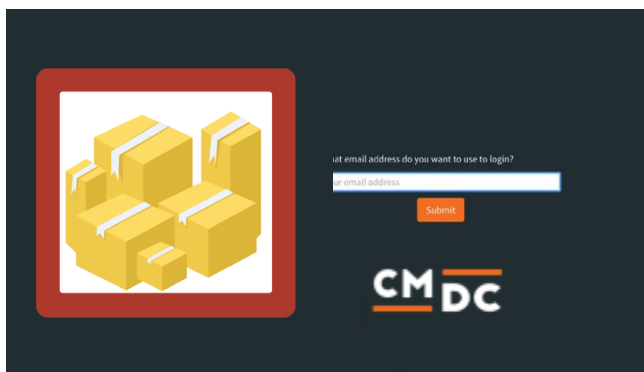 at email address do you want to use to login?
ur email address
Submit
CM
DC